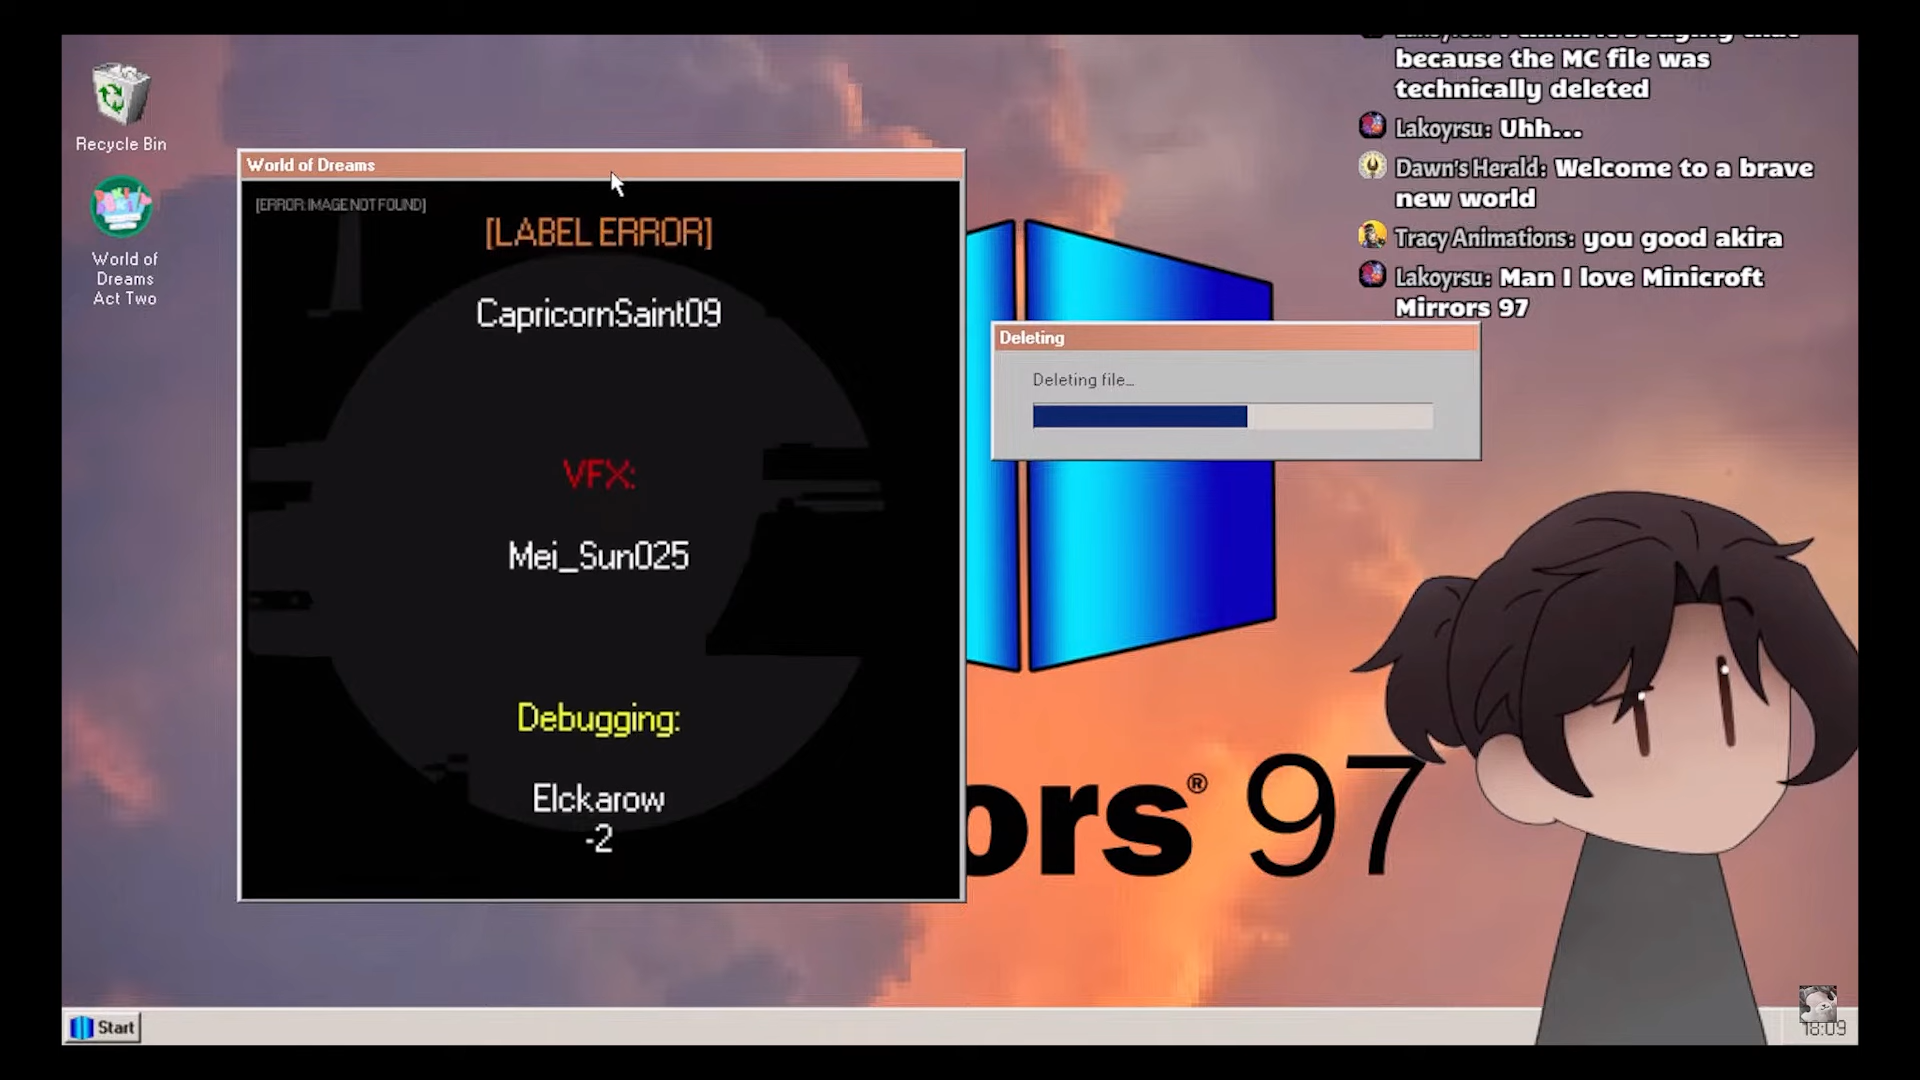 Recycle Bin
World of
Dreams
Act Two
World of Dreams
[ERROR: IMAGE NOT FOUND]
[LABEL ERROR]
CapricornSaint09
VFX:
Mei_Sun025
Debugging:
Elckarow
-2
because the MC file was
technically deleted
Lakoyrsu: Uhh...
Dawn's Herald: Welcome to a brave
new world
Tracy Animations: you good akira
Lakoyrsu: Man I love Minicroft
Mirrors 97
Deleting
Deleting file...
ors® 97
Start
18:09